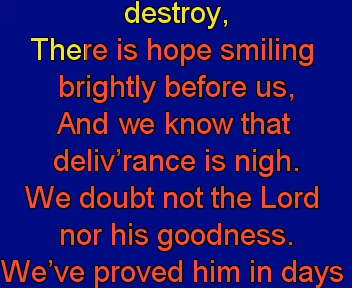 destroy,
There is hope smiling
brightly before us,
And we know that
deliv’rance is nigh.
We doubt not the Lord
nor his goodness.
We’ve proved him in days